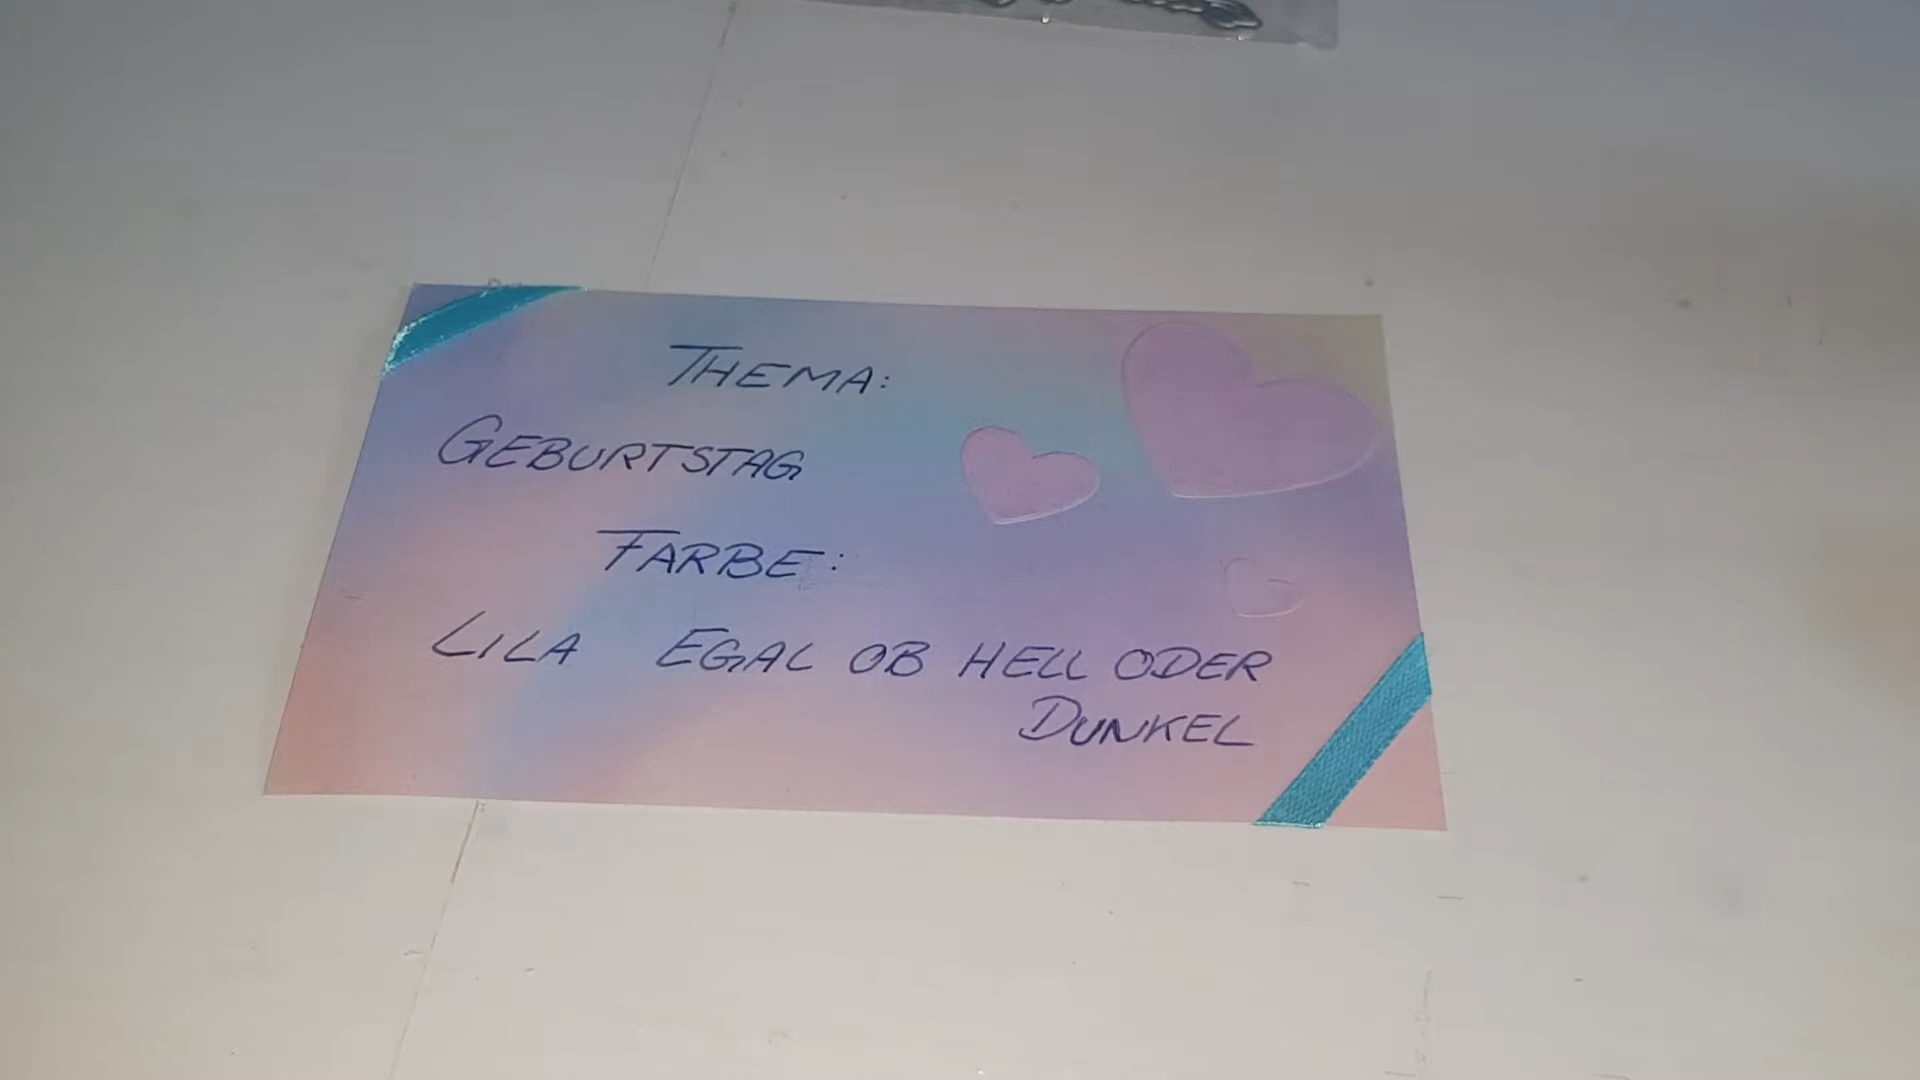 THEMA:
GEBURTSTAG
FARBE:
LILA EGAL OB HELL ODER
DUNKEL